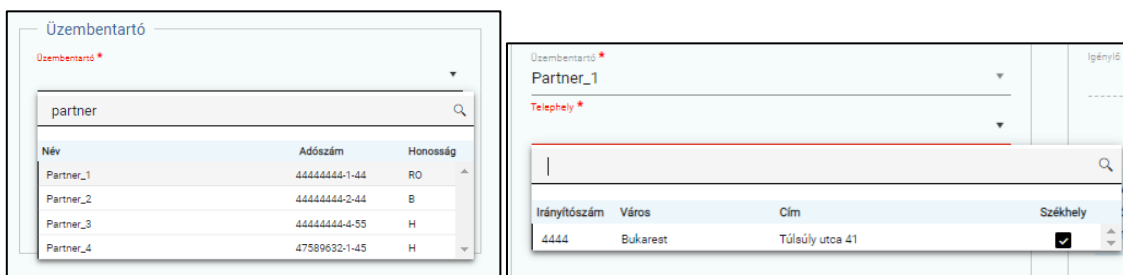 Üzembentartó
Üzembentartó *
partner
Név Adószám Honosság
Partner_1 44444444-1-44 RO
Partner_2 44444444-2-44 B
Partner_3 44444444-4-55 H
Partner_4 47589632-1-45 H
Üzembentartó *
Partner_1
Telephely *
Irányítószám Város Cím Székhely
4444 Bukarest Túlsúly utca 41
Igénylő